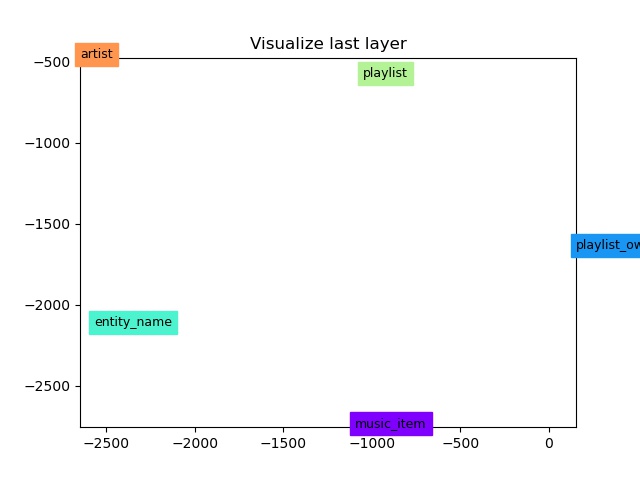 Visualize last layer
artist
−500
playlist
−1000
−1500
playlist_ow
−2000
entity_name
−2500
music_item
−2500
−2000
−1500
−1000
−500
0